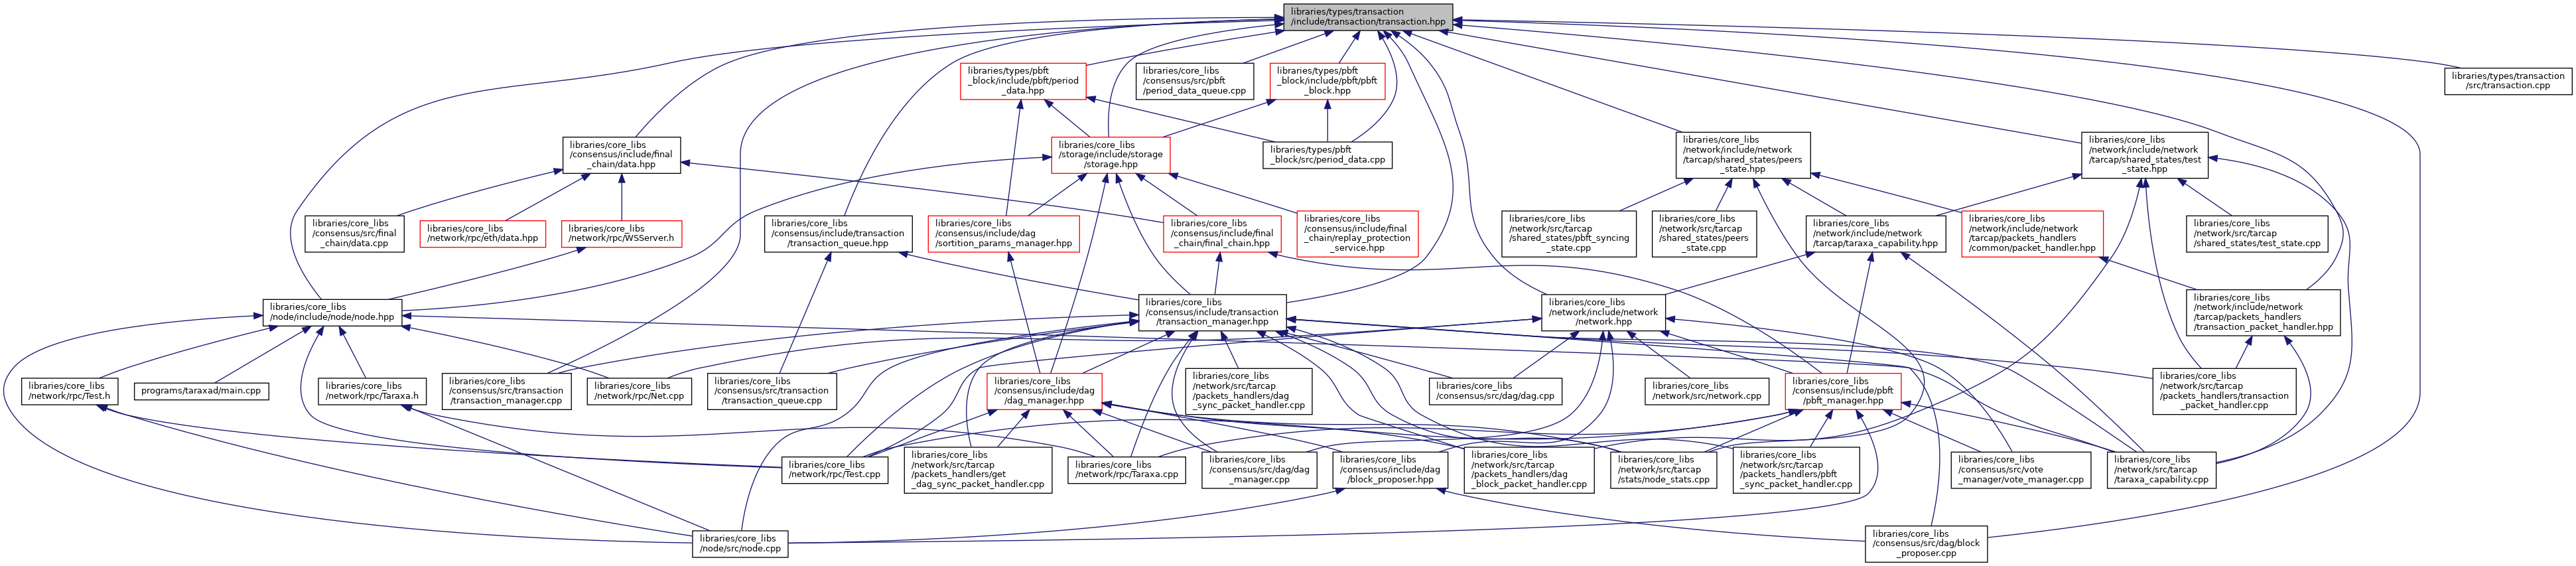 libraries/types/transaction
/include/transaction/transaction.hpp
libraries/types/pbft
_block/include/pbft/period
_data.hpp
libraries/core_libs
/consensus/src/pbft
/period_data_queue.cpp
libraries/types/pbft
_block/include/pbft/pbft
_block.hpp
libraries/types/transaction
/src/transaction.cpp
libraries/core_libs
/consensus/include/final
_chain/data.hpp
libraries/core_libs
/storage/include/storage
/storage.hpp
libraries/types/pbft
_block/src/period_data.cpp
libraries/core_libs
/network/include/network
/tarcap/shared_states/peers
_state.hpp
libraries/core_libs
/network/include/network
/tarcap/shared_states/test
_state.hpp
libraries/core_libs
/consensus/src/final
_chain/data.cpp
libraries/core_libs
/network/rpc/eth/data.hpp
libraries/core_libs
/network/rpc/WSServer.h
libraries/core_libs
/consensus/include/transaction
/transaction_queue.hpp
libraries/core_libs
/consensus/include/dag
/sortition_params_manager.hpp
libraries/core_libs
/consensus/include/final
_chain/final_chain.hpp
libraries/core_libs
/consensus/include/final
_chain/replay_protection
_service.hpp
libraries/core_libs
/network/src/tarcap
/shared_states/pbft_syncing
_state.cpp
libraries/core_libs
/network/src/tarcap
/shared_states/peers
_state.cpp
libraries/core_libs
/network/include/network
/tarcap/taraxa_capability.hpp
libraries/core_libs
/network/include/network
/tarcap/packets_handlers
/common/packet_handler.hpp
libraries/core_libs
/network/src/tarcap
/shared_states/test_state.cpp
libraries/core_libs
/node/include/node/node.hpp
libraries/core_libs
/consensus/include/transaction
/transaction_manager.hpp
libraries/core_libs
/network/include/network
/network.hpp
libraries/core_libs
/network/include/network
/tarcap/packets_handlers
/transaction_packet_handler.hpp
libraries/core_libs
/network/rpc/Test.h
programs/taraxad/main.cpp
libraries/core_libs
/network/rpc/Taraxa.h
libraries/core_libs
/consensus/src/transaction
/transaction_manager.cpp
libraries/core_libs
/network/rpc/Net.cpp
libraries/core_libs
/consensus/src/transaction
/transaction_queue.cpp
libraries/core_libs
/consensus/include/dag
/dag_manager.hpp
libraries/core_libs
/network/src/tarcap
/packets_handlers/dag
_sync_packet_handler.cpp
libraries/core_libs
/consensus/src/dag/dag.cpp
libraries/core_libs
/network/src/network.cpp
libraries/core_libs
/consensus/include/pbft
/pbft_manager.hpp
libraries/core_libs
/network/src/tarcap
/packets_handlers/transaction
_packet_handler.cpp
libraries/core_libs
/network/rpc/Test.cpp
libraries/core_libs
/network/src/tarcap
/packets_handlers/get
_dag_sync_packet_handler.cpp
libraries/core_libs
/network/rpc/Taraxa.cpp
libraries/core_libs
/consensus/src/dag/dag
_manager.cpp
libraries/core_libs
/consensus/include/dag
/block_proposer.hpp
libraries/core_libs
/network/src/tarcap
/packets_handlers/dag
_block_packet_handler.cpp
libraries/core_libs
/network/src/tarcap
/stats/node_stats.cpp
libraries/core_libs
/network/src/tarcap
/packets_handlers/pbft
_sync_packet_handler.cpp
libraries/core_libs
/consensus/src/vote
_manager/vote_manager.cpp
libraries/core_libs
/network/src/tarcap
/taraxa_capability.cpp
libraries/core_libs
/node/src/node.cpp
libraries/core_libs
/consensus/src/dag/block
_proposer.cpp